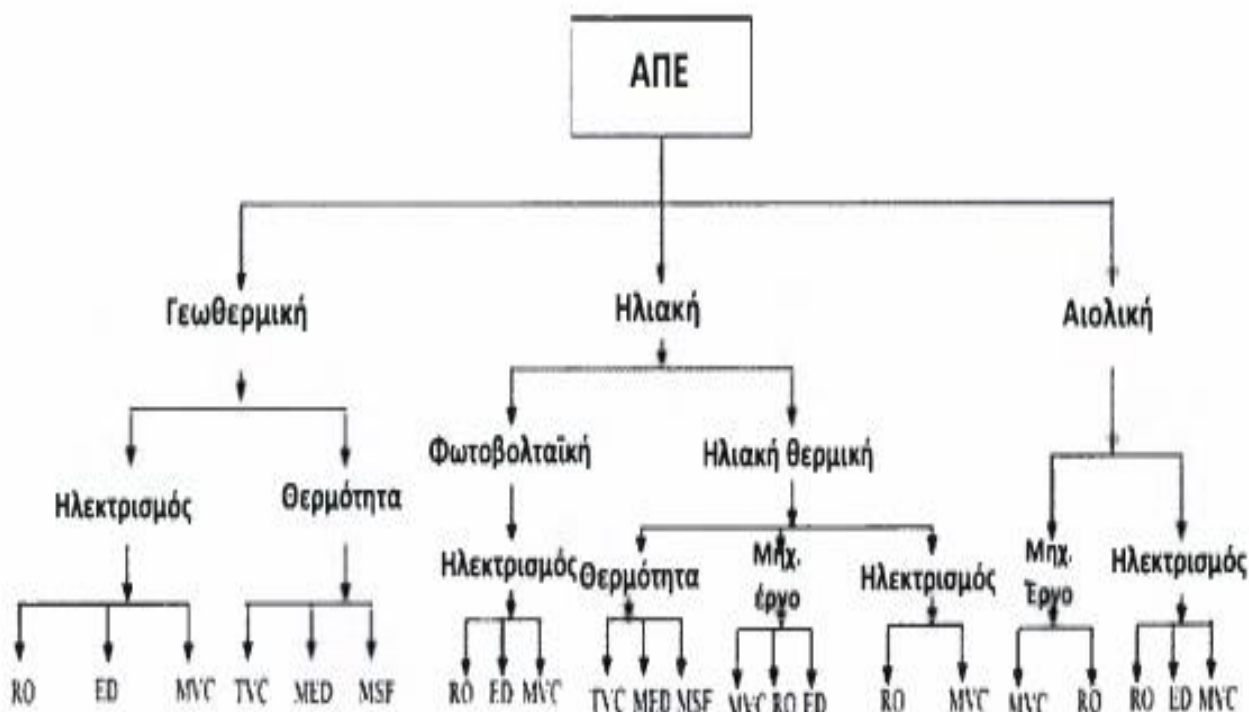 ΑΠΕ
Γεωθερμική Ηλιακή Αιολική
Φωτοβολταϊκή Ηλιακή θερμική
Ηλεκτρισμός Θερμότητα
Ηλεκτρισμός Θερμότητα Μηχ. Ηλεκτρισμός Μηχ. Ηλεκτρισμός
έργο Έργο
RO ED MVC TVC MED MSF RO ED MVC TVC MED MSF MVC RO ED RO MVC MVC RO RO ED MVC